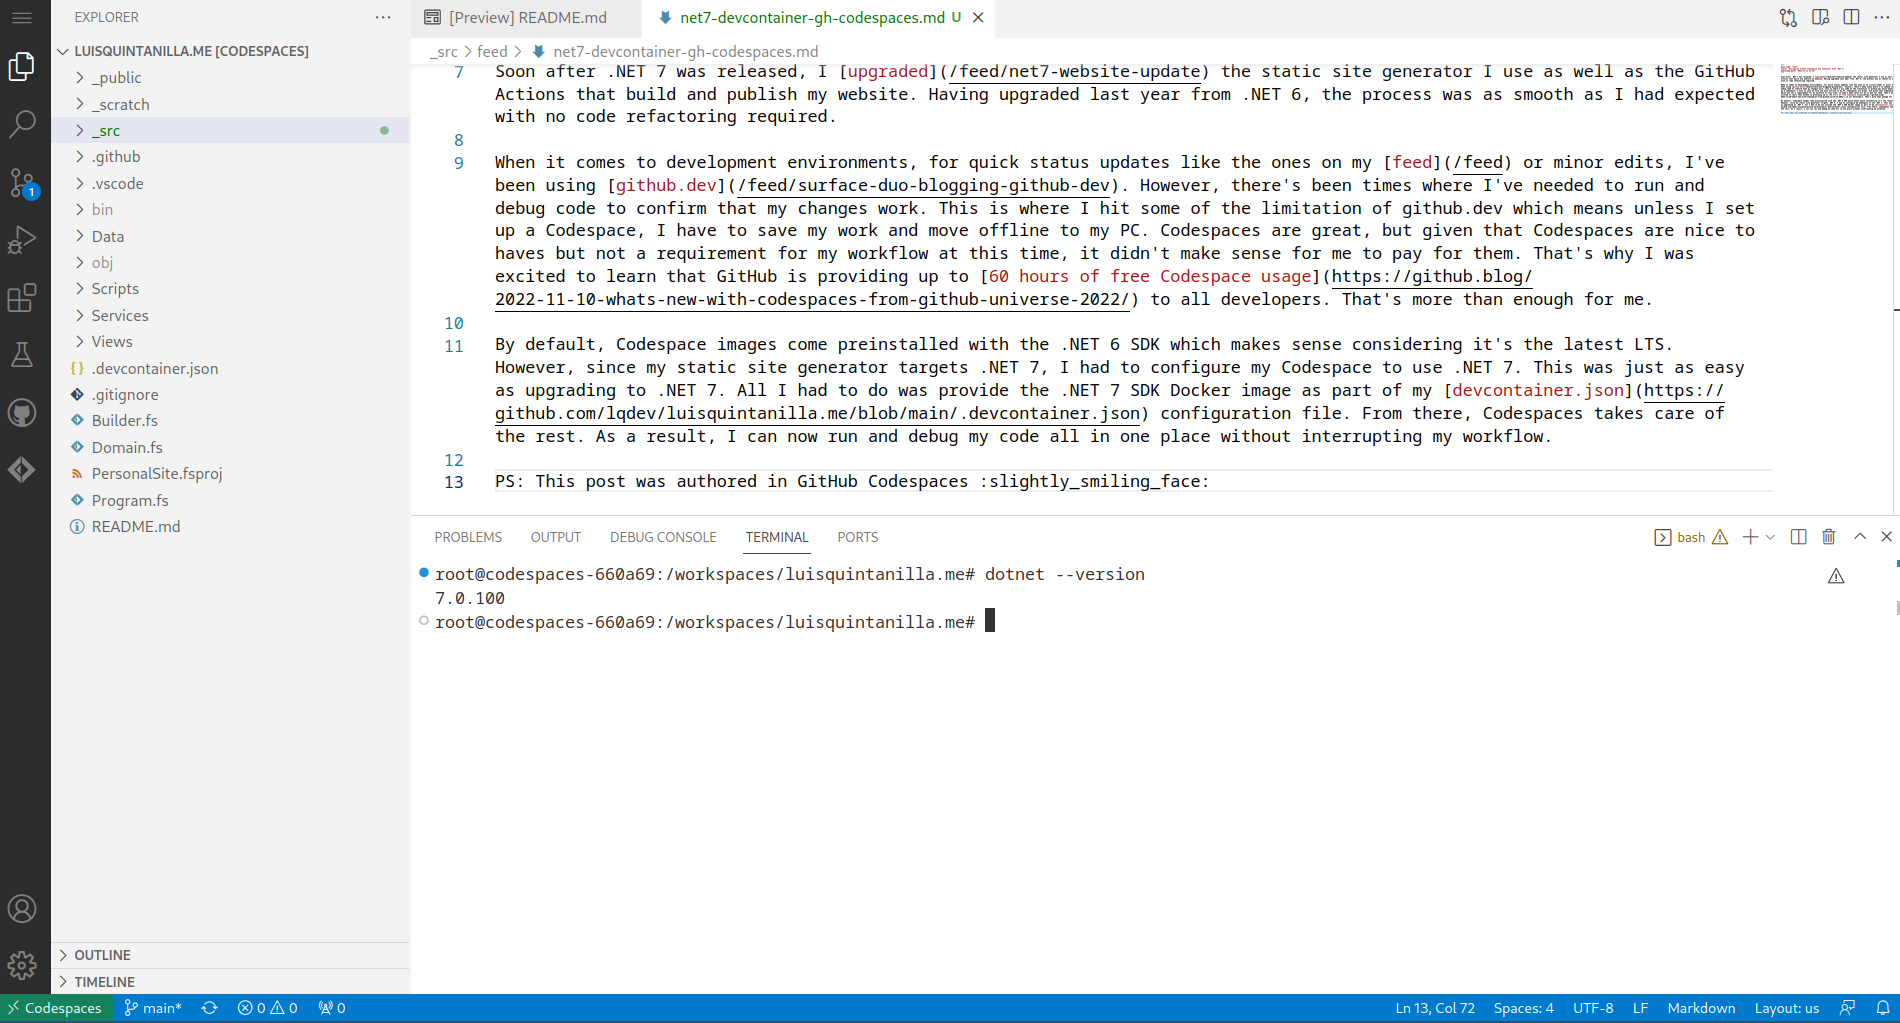 EXPLORER
[Preview] README.md
net7-devcontainer-gh-codespaces.md U
LUISQUINTANILLA.ME [CODESPACES]
_src > feed > net7-devcontainer-gh-codespaces.md
_public
_scratch
_src
.github
.vscode
bin
Data
obj
Scripts
Services
Views
.devcontainer.json
.gitignore
Builder.fs
Domain.fs
PersonalSite.fsproj
Program.fs
README.md
OUTLINE
TIMELINE
1
7 Soon after .NET 7 was released, I [upgraded](/feed/net7-website-update) the static site generator I use as well as the GitHub
Actions that build and publish my website. Having upgraded last year from .NET 6, the process was as smooth as I had expected
with no code refactoring required.
8
9 When it comes to development environments, for quick status updates like the ones on my [feed](/feed) or minor edits, I've
been using [github.dev](/feed/surface-duo-blogging-github-dev). However, there's been times where I've needed to run and
debug code to confirm that my changes work. This is where I hit some of the limitation of github.dev which means unless I set
up a Codespace, I have to save my work and move offline to my PC. Codespaces are great, but given that Codespaces are nice to
haves but not a requirement for my workflow at this time, it didn't make sense for me to pay for them. That's why I was
excited to learn that GitHub is providing up to [60 hours of free Codespace usage](https://github.blog/
2022-11-10-whats-new-with-codespaces-from-github-universe-2022/) to all developers. That's more than enough for me.
10
11 By default, Codespace images come preinstalled with the .NET 6 SDK which makes sense considering it's the latest LTS.
However, since my static site generator targets .NET 7, I had to configure my Codespace to use .NET 7. This was just as easy
as upgrading to .NET 7. All I had to do was provide the .NET 7 SDK Docker image as part of my [devcontainer.json](https://
github.com/lqdev/luisquintanilla.me/blob/main/.devcontainer.json) configuration file. From there, Codespaces takes care of
the rest. As a result, I can now run and debug my code all in one place without interrupting my workflow.
12
13 PS: This post was authored in GitHub Codespaces :slightly_smiling_face:
PROBLEMS OUTPUT DEBUG CONSOLE TERMINAL PORTS
bash
root@codespaces-660a69:/workspaces/luisquintanilla.me# dotnet --version
7.0.100
root@codespaces-660a69:/workspaces/luisquintanilla.me#
Codespaces main* 0 0 0 Ln 13, Col 72 Spaces: 4 UTF-8 LF Markdown Layout: us